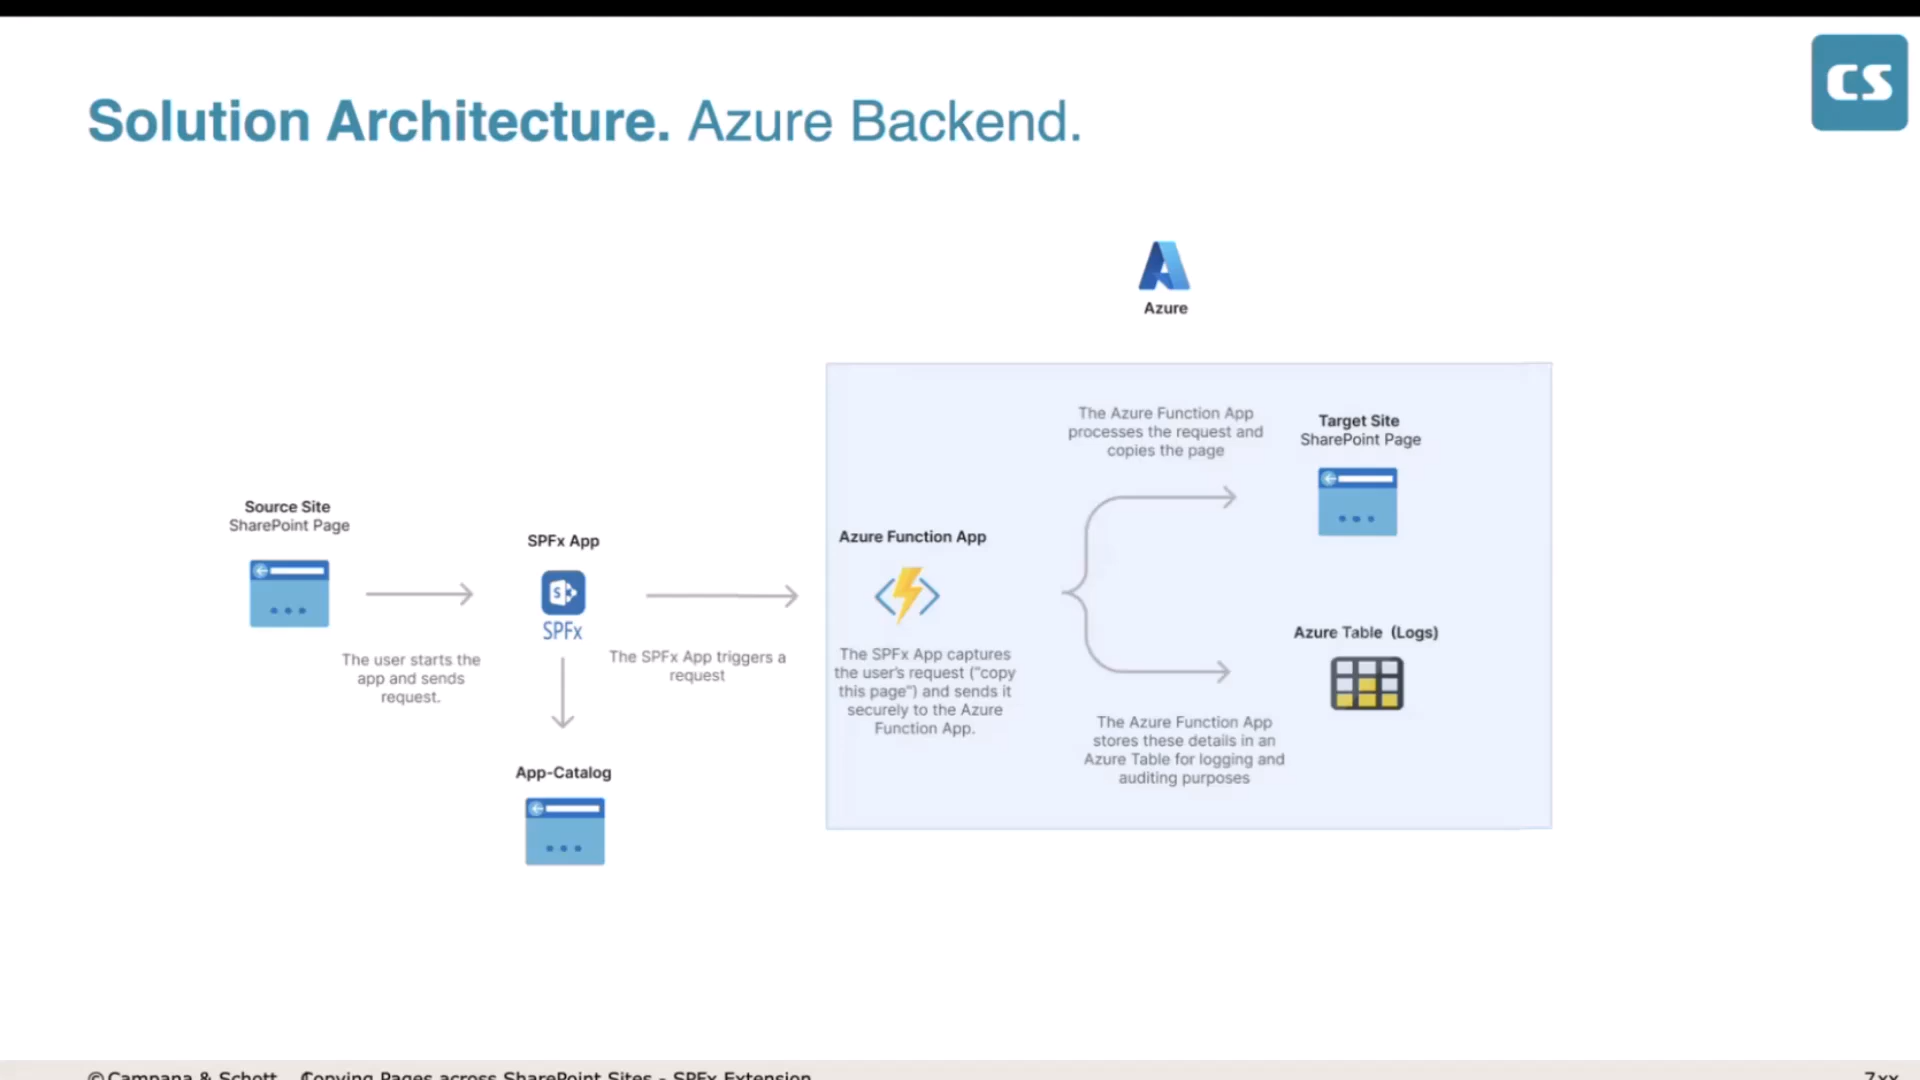 CS
Solution Architecture. Azure Backend.
Azure
Source Site
SharePoint Page
The user starts the
app and sends
request.
SPFx App
S
SPFx
The SPFx App triggers a
request
App-Catalog
Azure Function App
The SPFx App captures
the user's request ("copy
this page") and sends it
securely to the Azure
Function App.
The Azure Function App
processes the request and
copies the page
Target Site
SharePoint Page
Azure Table (Logs)
The Azure Function App
stores these details in an
Azure Table for logging and
auditing purposes
© Campana & Schott Copying Pages across SharePoint Sites - SPFx Extension